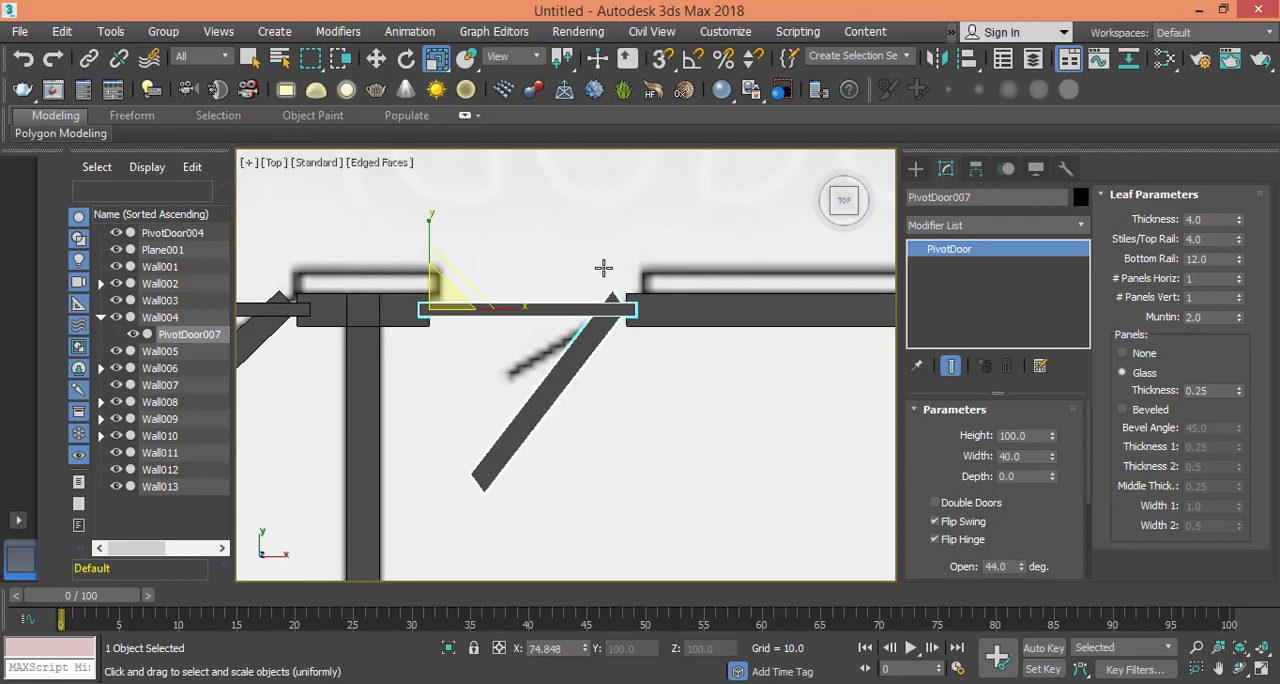 Untitled - Autodesk 3ds Max 2018
File Edit Tools Group Views Create Modifiers Animation Graph Editors Rendering Civil View Customize Scripting Content » Sign In Workspaces: Default
All View Create Selection Se
Modeling Freeform Selection Object Paint Populate
Polygon Modeling
Select Display Edit
Name (Sorted Ascending)
PivotDoor004
Plane001
Wall001
Wall002
Wall003
Wall004
PivotDoor007
Wall005
Wall006
Wall007
Wall008
Wall009
Wall010
Wall011
Wall012
Wall013
Default
[+] [Top] [Standard] [Edged Faces]
TOP
y
x
y
x
PivotDoor007
Modifier List
PivotDoor
Parameters
Height: 100.0
Width: 40.0
Depth: 0.0
Double Doors
Flip Swing
Flip Hinge
Open: 44.0 deg.
Leaf Parameters
Thickness: 4.0
Stiles/Top Rail: 4.0
Bottom Rail: 12.0
# Panels Horiz: 1
# Panels Vert: 1
Muntin: 2.0
Panels:
None
Glass
Thickness: 0.25
Beveled
Bevel Angle: 45.0
Thickness 1: 0.25
Thickness 2: 0.5
Middle Thick.: 0.25
Width 1: 1.0
Width 2: 0.5
< 0 / 100 >
0 5 10 15 20 25 30 35 40 45 50 55 60 65 70 75 80 85 90 95 100
1 Object Selected X: 74.848 Y: 100.0 Z: 100.0 Grid = 10.0 Auto Key Selected
MAXScript Mi: Click and drag to select and scale objects (uniformly) Add Time Tag 0 Set Key Key Filters...